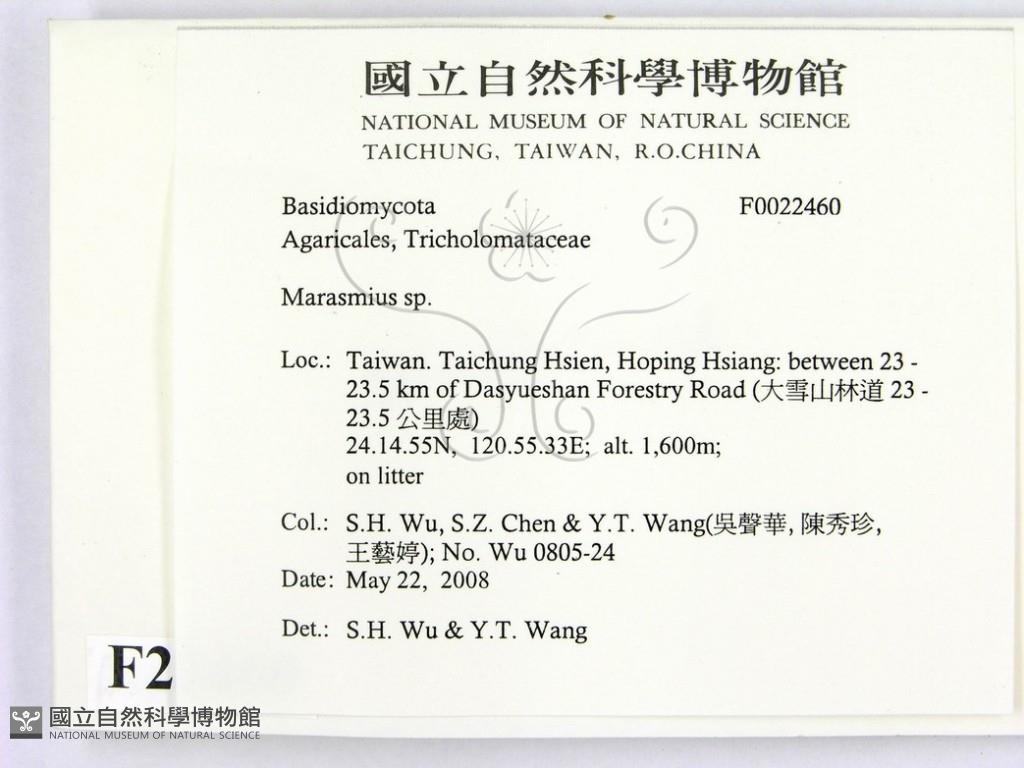 國立自然科學博物館
NATIONAL MUSEUM OF NATURAL SCIENCE
TAICHUNG, TAIWAN, R.O.CHINA
Basidiomycota F0022460
Agaricales, Tricholomataceae
Marasmius sp.
Loc.: Taiwan. Taichung Hsien, Hoping Hsiang: between 23 -
23.5 km of Dasyueshan Forestry Road (大雪山林道 23 -
23.5 公里處)
24.14.55N, 120.55.33E; alt. 1,600m;
on litter
Col.: S.H. Wu, S.Z. Chen & Y.T. Wang(吳聲華, 陳秀珍,
王藝婷); No. Wu 0805-24
Date: May 22, 2008
Det.: S.H. Wu & Y.T. Wang
F2
國立自然科學博物館
NATIONAL MUSEUM OF NATURAL SCIENCE